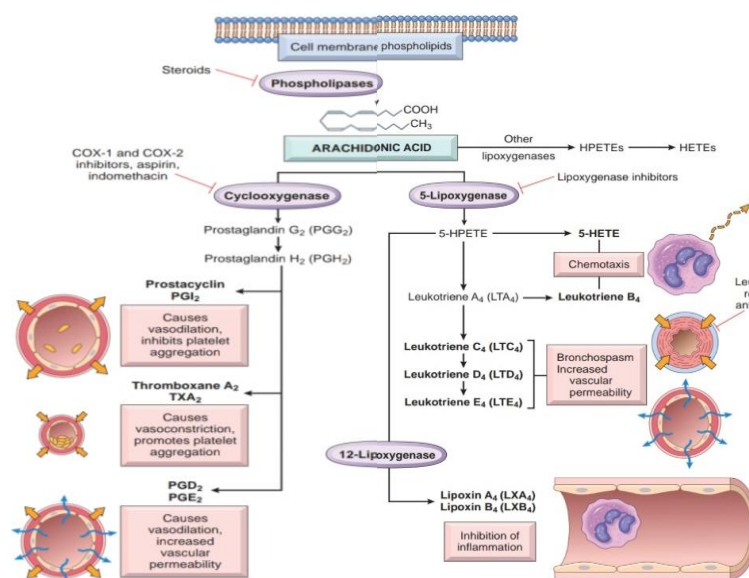 Cell membrane phospholipids
Steroids
Phospholipases
COOH
CH₃
ARACHIDONIC ACID
Other
lipoxygenases
HPETEs
HETEs
COX-1 and COX-2
inhibitors, aspirin,
indomethacin
Cyclooxygenase
5-Lipoxygenase
Lipoxygenase inhibitors
Prostaglandin G₂ (PGG₂)
Prostaglandin H₂ (PGH₂)
5-HPETE
5-HETE
Chemotaxis
Leukotriene A₄ (LTA₄)
Leukotriene B₄
Prostacyclin
PGI₂
Causes
vasodilation,
inhibits platelet
aggregation
Leukotriene C₄ (LTC₄)
Leukotriene D₄ (LTD₄)
Leukotriene E₄ (LTE₄)
Bronchospasm
Increased
vascular
permeability
Thromboxane A₂
TXA₂
Causes
vasoconstriction,
promotes platelet
aggregation
12-Lipoxygenase
PGD₂
PGE₂
Causes
vasodilation,
increased
vascular
permeability
Lipoxin A₄ (LXA₄)
Lipoxin B₄ (LXB₄)
Inhibition of
inflammation